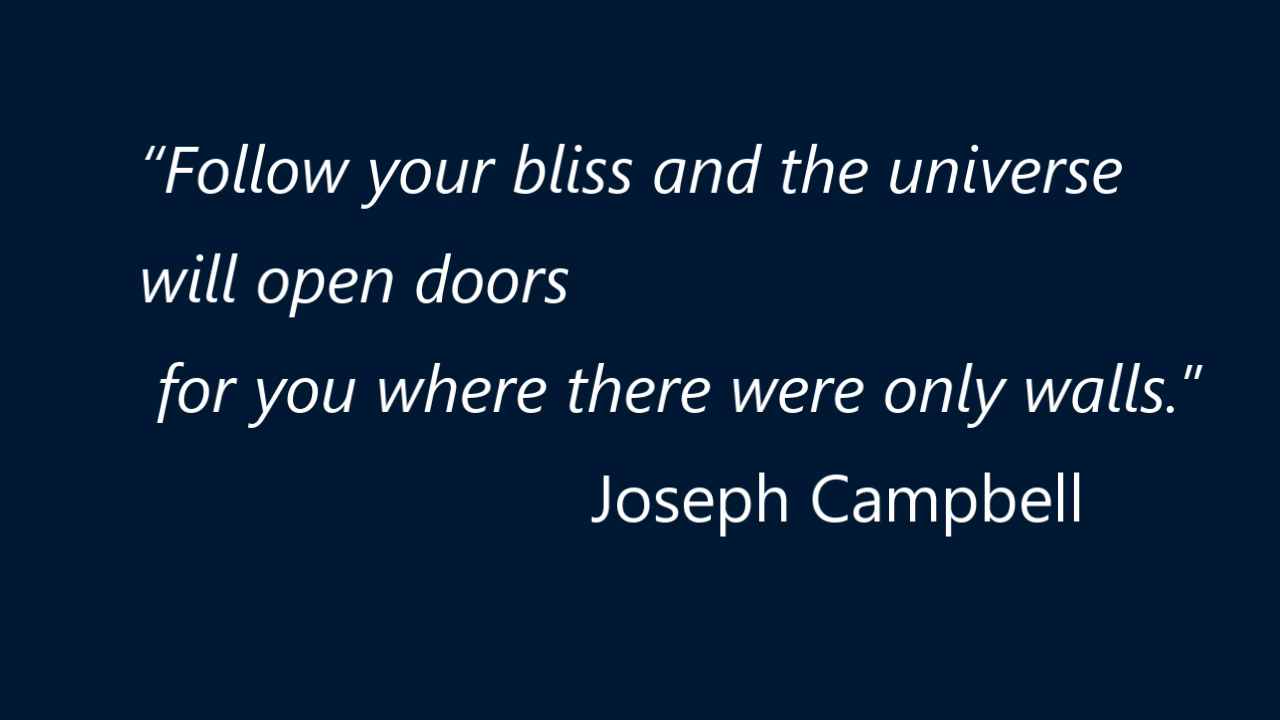 “Follow your bliss and the universe
will open doors
for you where there were only walls.”
Joseph Campbell